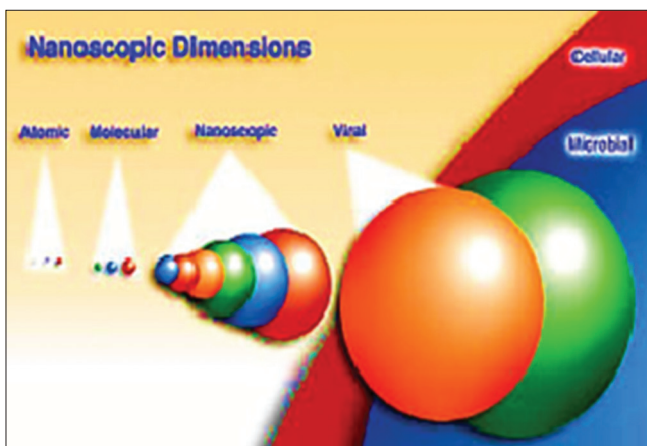 Nanoscopic Dimensions
Cellular
Atomic Molecular Nanoscopic Viral
Microbial